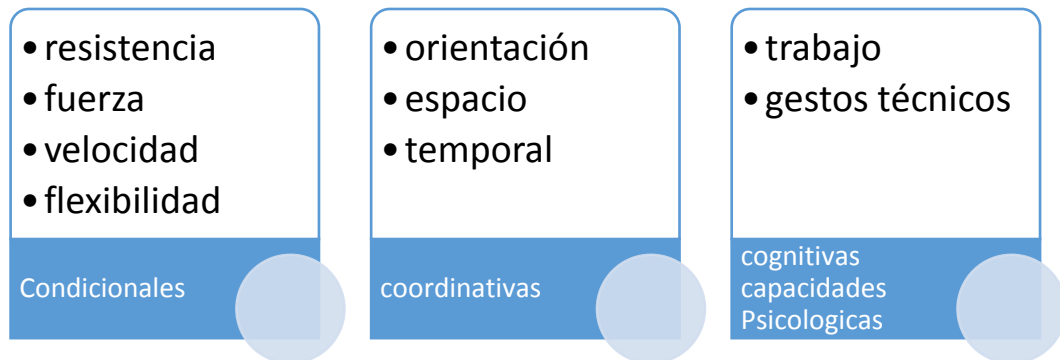 •resistencia
•fuerza
•velocidad
•flexibilidad
Condicionales
•orientación
•espacio
•temporal
coordinativas
•trabajo
•gestos técnicos
cognitivas
capacidades
Psicologicas